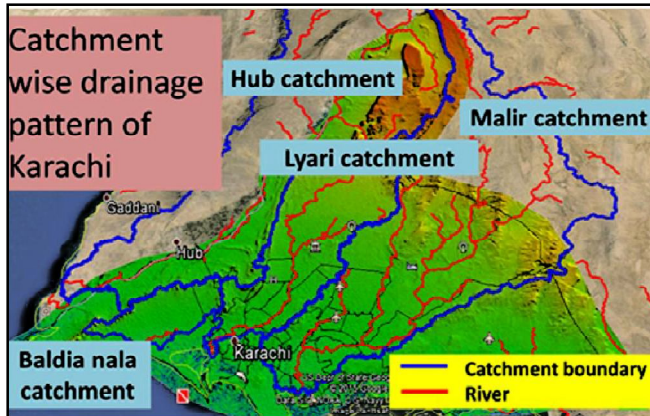 Catchment
wise drainage
pattern of
Karachi
Hub catchment
Malir catchment
Lyari catchment
Gaddani
Hub
Karachi
Baldia nala
catchment
Catchment boundary
River